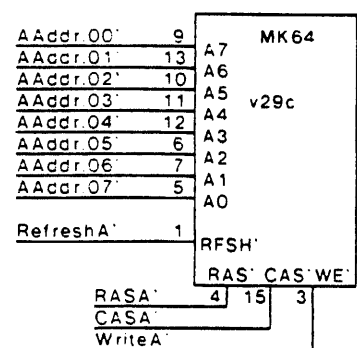 MK64
AAddr.00' 9 A7
AAddr.01' 13 A6
AAddr.02' 10 A5
v29c
AAddr.03' 11 A4
AAddr.04' 12 A3
AAddr.05' 6 A2
AAddr.06' 7 A1
AAddr.07' 5 A0
RefreshA' 1 RFSH'
RAS' CAS' WE'
RASA' 4 15 3
CASA'
WriteA'